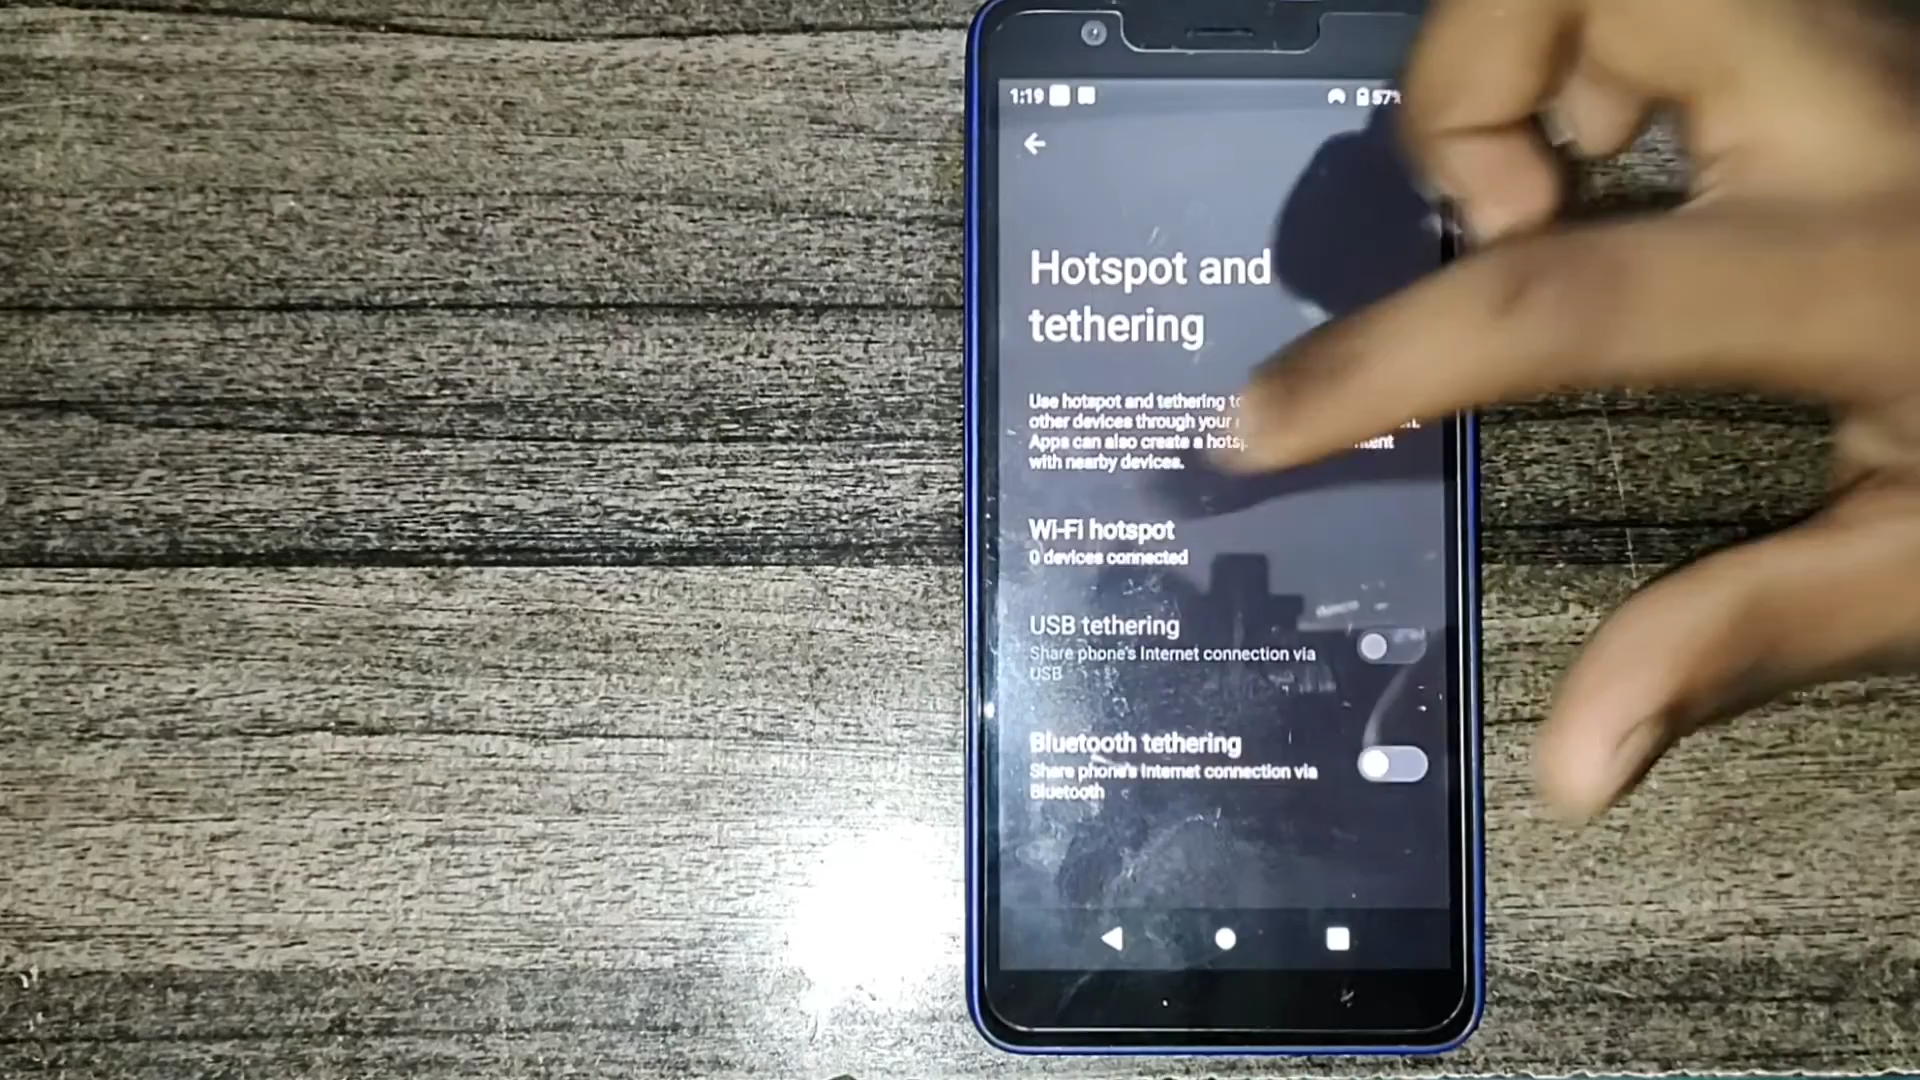 1:19
57%
Hotspot and
tethering
Use hotspot and tethering to
other devices through your
Apps can also create a
with nearby devices.
Wi-Fi hotspot
0 devices connected
USB tethering
Share phone's Internet connection via
USB
Bluetooth tethering
Share phone's Internet connection via
Bluetooth